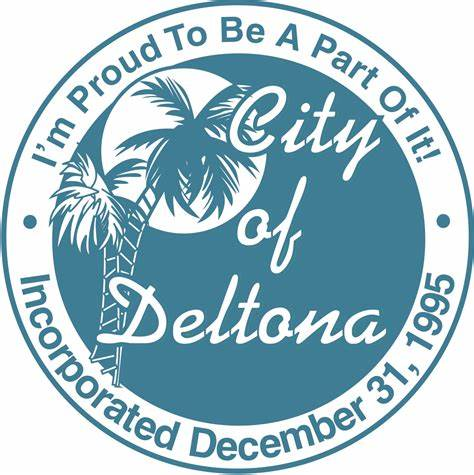 I'm Proud To Be A Part Of It!
City
of
Deltona
Incorporated December 31, 1995